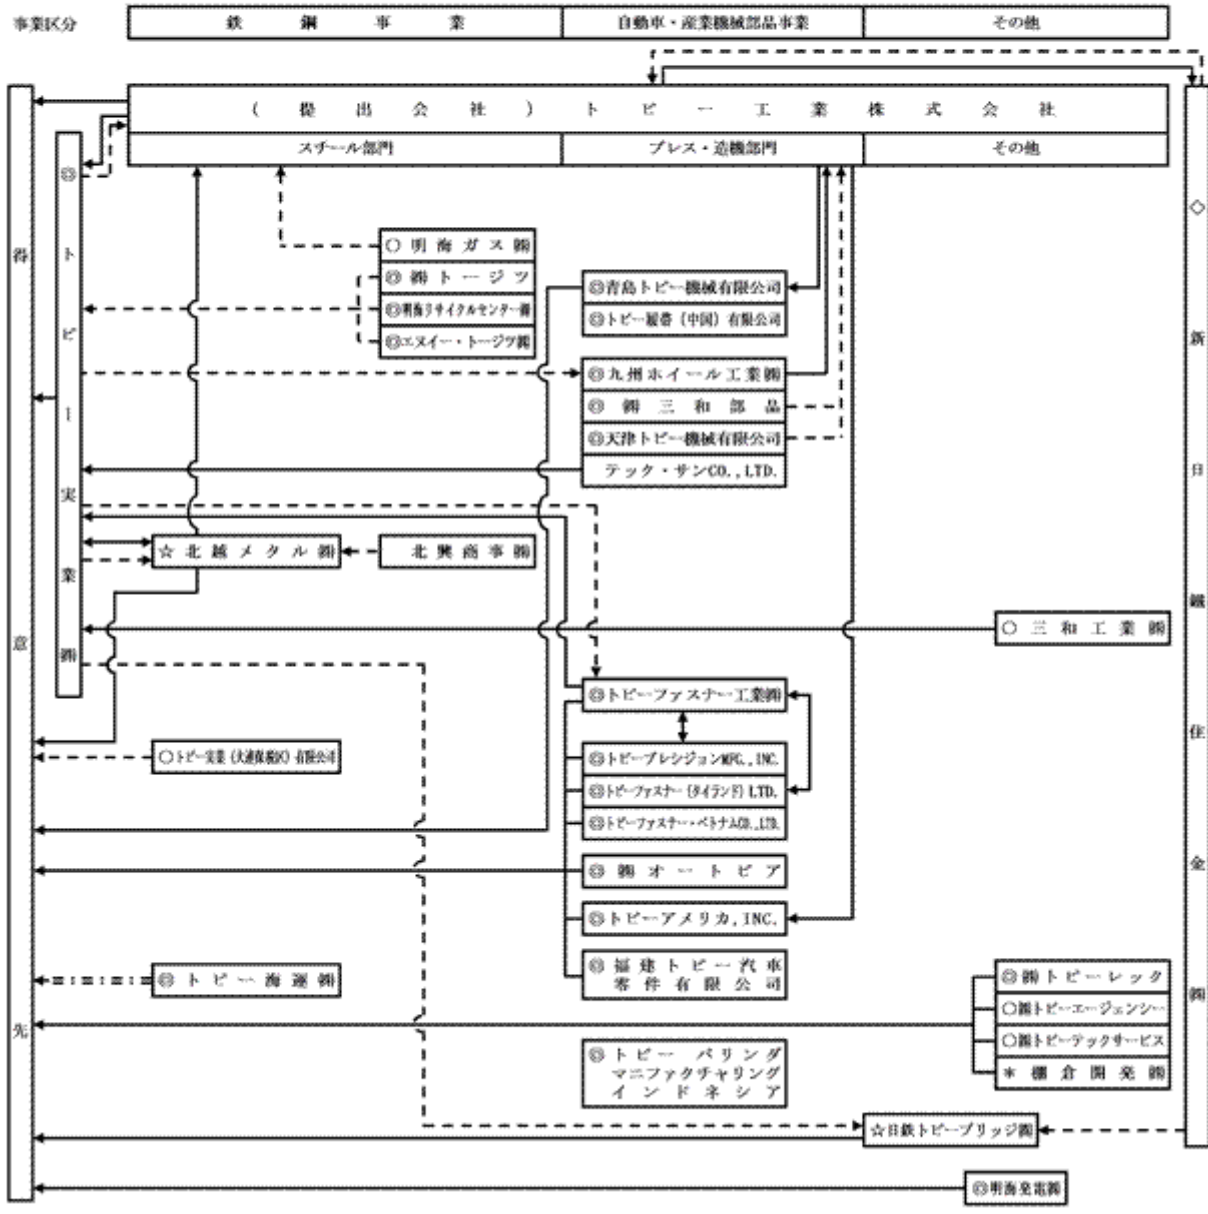 事業区分
鉄鋼事業
自動車・産業機械部品事業
その他
(提出会社)トピー工業株式会社
スチール部門
プレス・造機部門
その他
得意先
◎トピー実業㈱
◇新日鐵住金㈱
○明海ガス㈱
◎㈱トージツ
◎明海リサイクルセンター㈱
◎エヌイー・トージツ㈱
◎青島トピー機械有限公司
◎トピー履帯(中国)有限公司
◎九州ホイール工業㈱
◎㈱三和部品
◎天津トピー機械有限公司
テック・サンCO.,LTD.
☆北越メタル㈱
北興商事㈱
○三和工業㈱
◎トピーファスナー工業㈱
◎トピープレシジョンMFG.,INC.
◎トピーファスナー(タイランド)LTD.
◎トピーファスナー・ベトナムCO.,LTD.
○トピー実業(大連保税区)有限公司
◎㈱オートピア
◎トピーアメリカ,INC.
◎福建トピー汽車
零件有限公司
◎トピー海運㈱
◎㈱トピーレック
○㈱トピーエージェンシー
○㈱トピーテックサービス
＊棚倉開発㈱
◎トピー パリンダ
マニファクチャリング
インドネシア
☆日鉄トピーブリッジ㈱
◎明海発電㈱